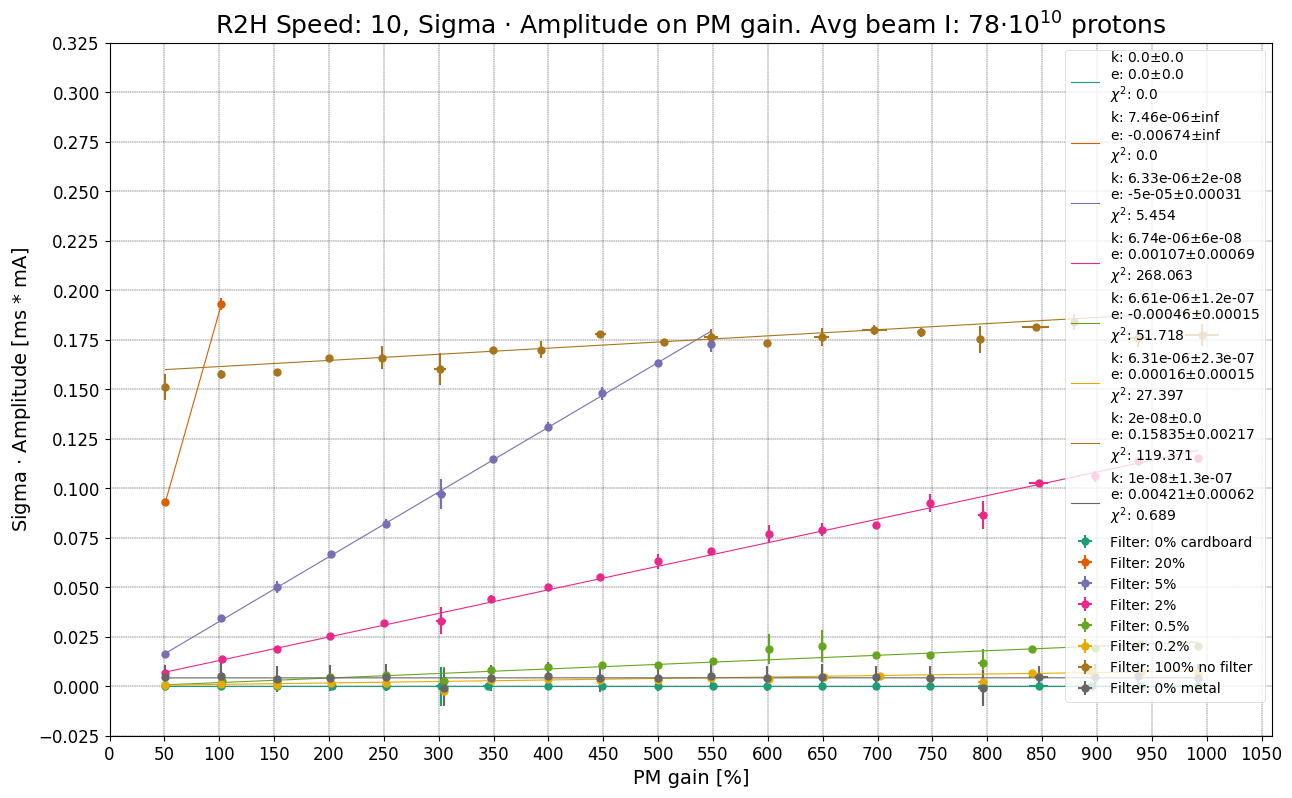 R2H Speed: 10, Sigma · Amplitude on PM gain. Avg beam I: 78·10¹⁰ protons
Sigma · Amplitude [ms * mA]
0.325
0.300
0.275
0.250
0.225
0.200
0.175
0.150
0.125
0.100
0.075
0.050
0.025
0.000
−0.025
k: 0.0±0.0
e: 0.0±0.0
χ²: 0.0
k: 7.46e-06±inf
e: -0.00674±inf
χ²: 0.0
k: 6.33e-06±2e-08
e: -5e-05±0.00031
χ²: 5.454
k: 6.74e-06±6e-08
e: 0.00107±0.00069
χ²: 268.063
k: 6.61e-06±1.2e-07
e: -0.00046±0.00015
χ²: 51.718
k: 6.31e-06±2.3e-07
e: 0.00016±0.00015
χ²: 27.397
k: 2e-08±0.0
e: 0.15835±0.00217
χ²: 119.371
k: 1e-08±1.3e-07
e: 0.00421±0.00062
χ²: 0.689
Filter: 0% cardboard
Filter: 20%
Filter: 5%
Filter: 2%
Filter: 0.5%
Filter: 0.2%
Filter: 100% no filter
Filter: 0% metal
0 50 100 150 200 250 300 350 400 450 500 550 600 650 700 750 800 850 900 950 1000 1050
PM gain [%]